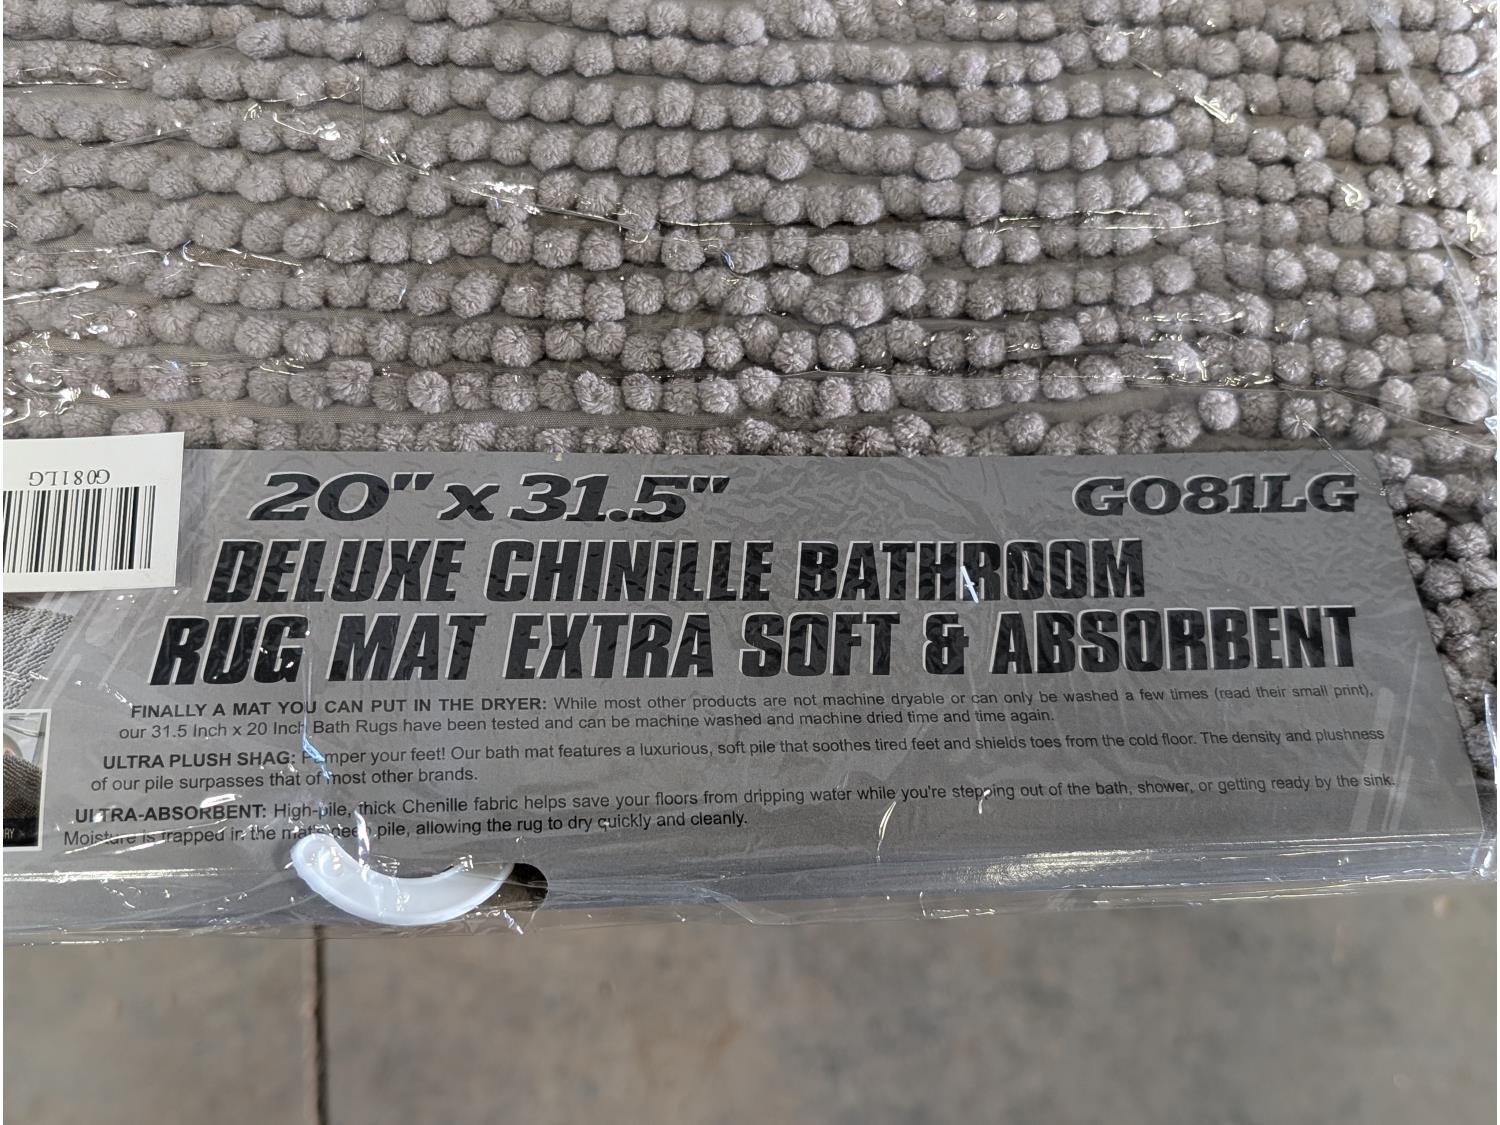 20" x 31.5" GO81LG
DELUXE CHINILLE BATHROOM
RUG MAT EXTRA SOFT & ABSORBENT
FINALLY A MAT YOU CAN PUT IN THE DRYER: While most other products are not machine dryable or can only be washed a few times (read their small print),
our 31.5 Inch x 20 Inch Bath Rugs have been tested and can be machine washed and machine dried time and time again.
ULTRA PLUSH SHAG: Pamper your feet! Our bath mat features a luxurious, soft pile that soothes tired feet and shields toes from the cold floor. The density and plushness
of our pile surpasses that of most other brands.
ULTRA-ABSORBENT: High-pile, thick Chenille fabric helps save your floors from dripping water while you're stepping out of the bath, shower, or getting ready by the sink.
Moisture is trapped in the mat's deep pile, allowing the rug to dry quickly and cleanly.
G081LG